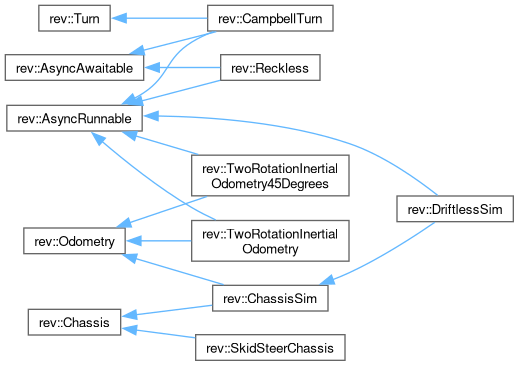 rev::Turn
rev::CampbellTurn
rev::AsyncAwaitable
rev::Reckless
rev::AsyncRunnable
rev::TwoRotationInertial
Odometry45Degrees
rev::DriftlessSim
rev::TwoRotationInertial
Odometry
rev::Odometry
rev::ChassisSim
rev::Chassis
rev::SkidSteerChassis